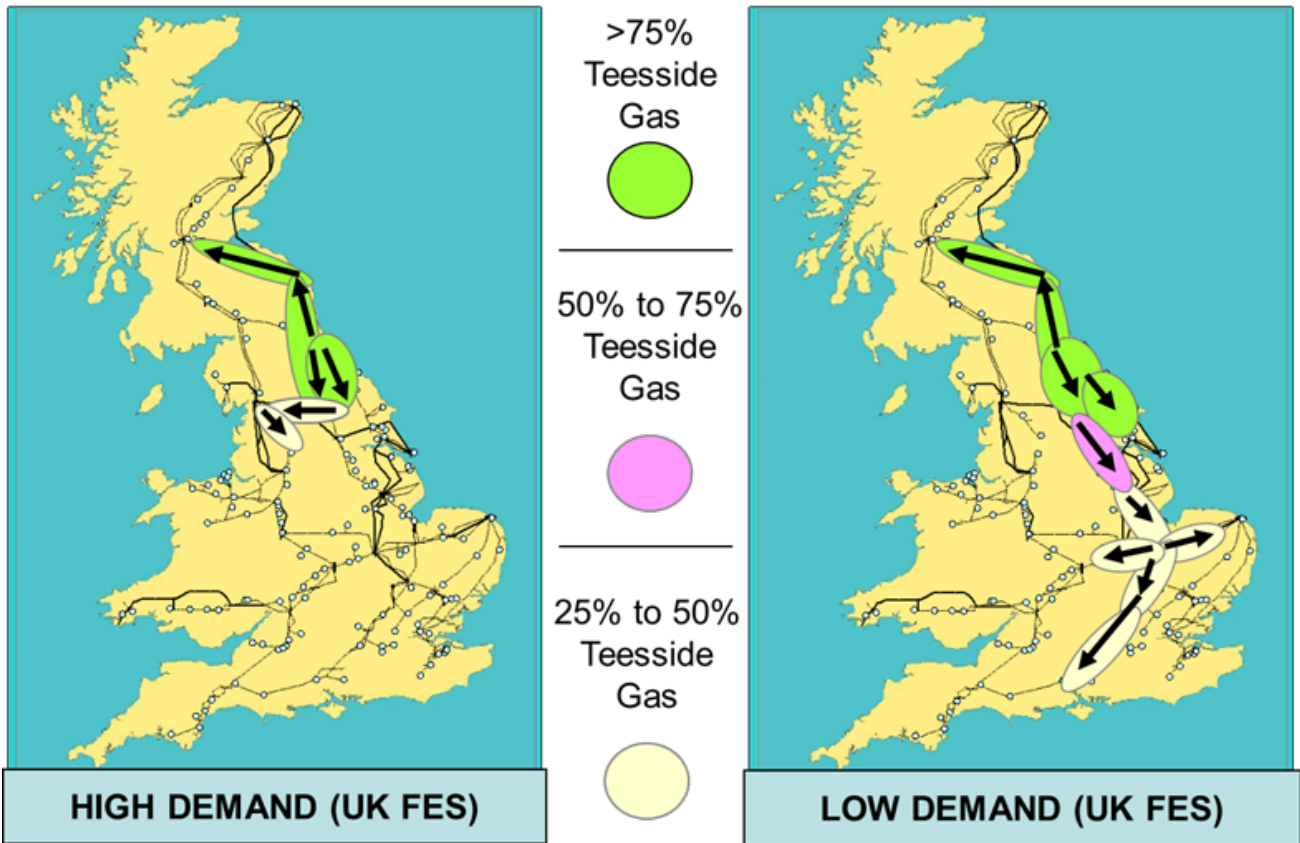 >75%
Teesside
Gas
50% to 75%
Teesside
Gas
25% to 50%
Teesside
Gas
HIGH DEMAND (UK FES)
LOW DEMAND (UK FES)